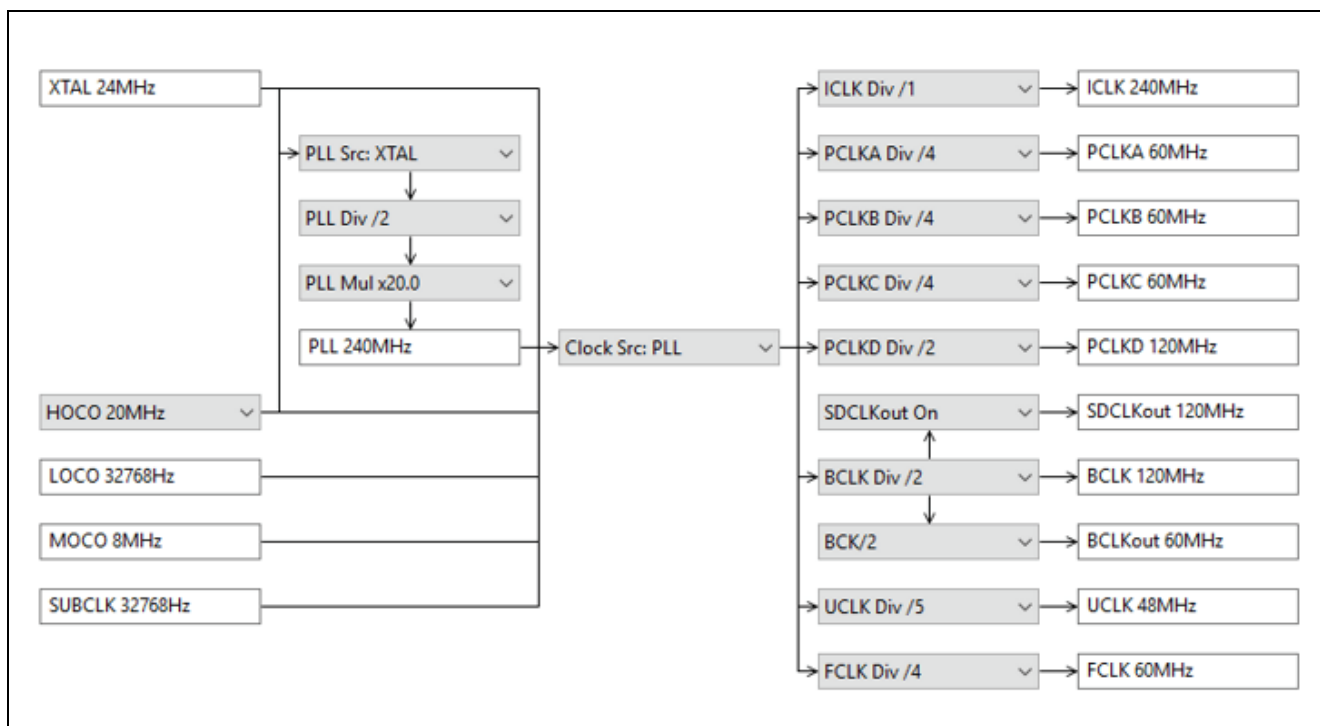 XTAL 24MHz
PLL Src: XTAL
PLL Div /2
PLL Mul x20.0
PLL 240MHz
HOCO 20MHz
LOCO 32768Hz
MOCO 8MHz
SUBCLK 32768Hz
Clock Src: PLL
ICLK Div /1
ICLK 240MHz
PCLKA Div /4
PCLKA 60MHz
PCLKB Div /4
PCLKB 60MHz
PCLKC Div /4
PCLKC 60MHz
PCLKD Div /2
PCLKD 120MHz
SDCLKout On
SDCLKout 120MHz
BCLK Div /2
BCLK 120MHz
BCK/2
BCLKout 60MHz
UCLK Div /5
UCLK 48MHz
FCLK Div /4
FCLK 60MHz